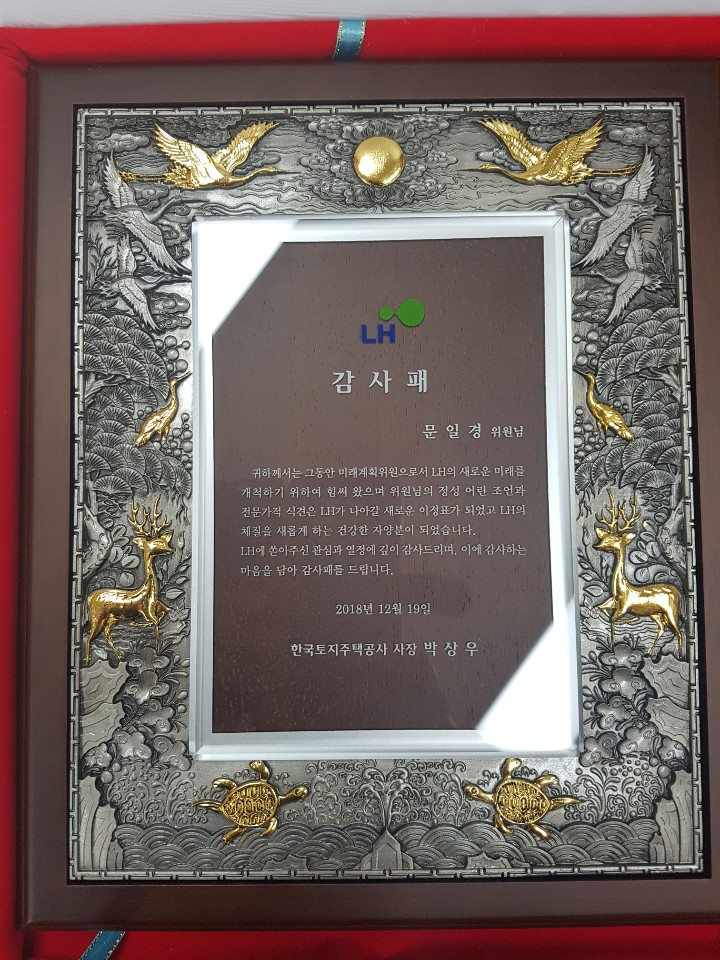 LH
감사패
문일경 위원님
귀하께서는 그동안 미래계획위원으로서 LH의 새로운 미래를
개척하기 위하여 힘써 왔으며 위원님의 정성 어린 조언과
전문가적 식견은 LH가 나아갈 새로운 이정표가 되었고 LH의
체질을 새롭게 하는 건강한 자양분이 되었습니다.
LH에 쏟아주신 관심과 열정에 깊이 감사드리며, 이에 감사하는
마음을 담아 감사패를 드립니다.
2018년 12월 19일
한국토지주택공사 사장 박상우